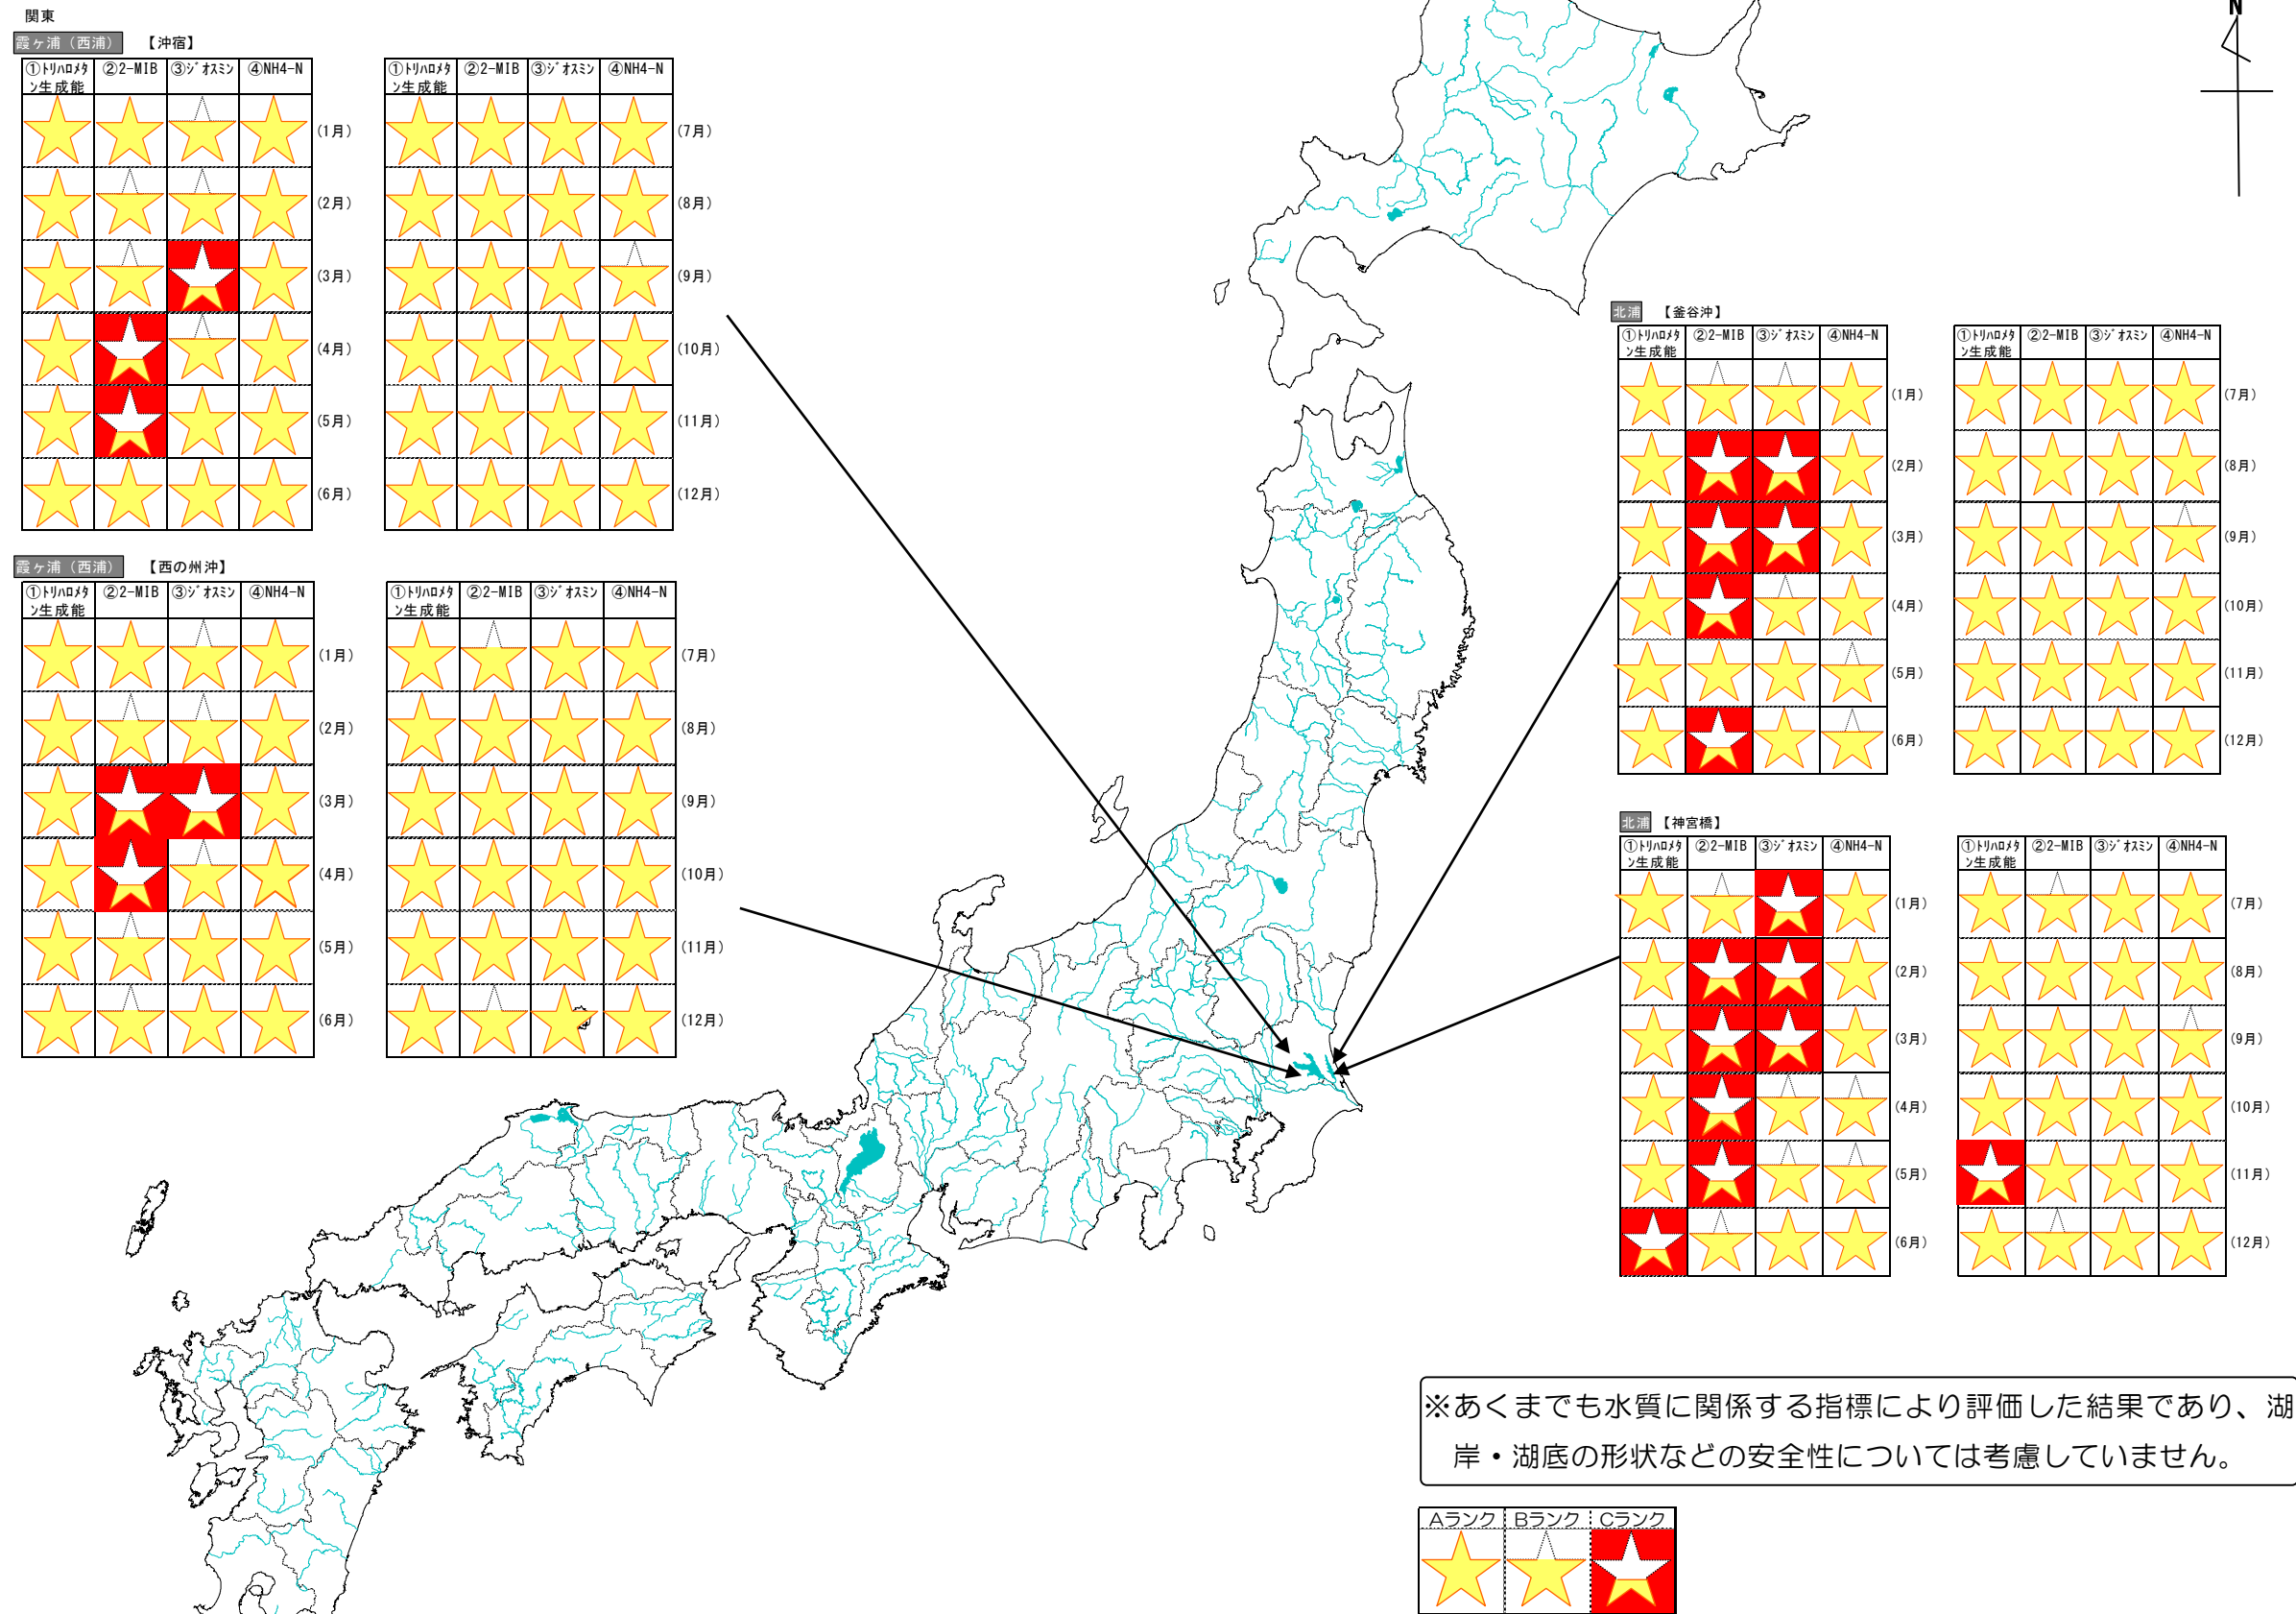 関東
霞ヶ浦（西浦） 【沖宿】
①トリハロメタン生成能 ②2-MIB ③ジオスミン ④NH4-N ①トリハロメタン生成能 ②2-MIB ③ジオスミン ④NH4-N
(1月) (7月)
(2月) (8月)
(3月) (9月)
(4月) (10月)
(5月) (11月)
(6月) (12月)
霞ヶ浦（西浦） 【西の州沖】
①トリハロメタン生成能 ②2-MIB ③ジオスミン ④NH4-N ①トリハロメタン生成能 ②2-MIB ③ジオスミン ④NH4-N
(1月) (7月)
(2月) (8月)
(3月) (9月)
(4月) (10月)
(5月) (11月)
(6月) (12月)
N
北浦 【釜谷沖】
①トリハロメタン生成能 ②2-MIB ③ジオスミン ④NH4-N ①トリハロメタン生成能 ②2-MIB ③ジオスミン ④NH4-N
(1月) (7月)
(2月) (8月)
(3月) (9月)
(4月) (10月)
(5月) (11月)
(6月) (12月)
北浦 【神宮橋】
①トリハロメタン生成能 ②2-MIB ③ジオスミン ④NH4-N ①トリハロメタン生成能 ②2-MIB ③ジオスミン ④NH4-N
(1月) (7月)
(2月) (8月)
(3月) (9月)
(4月) (10月)
(5月) (11月)
(6月) (12月)
※あくまでも水質に関係する指標により評価した結果であり、湖
岸・湖底の形状などの安全性については考慮していません。
Aランク Bランク Cランク